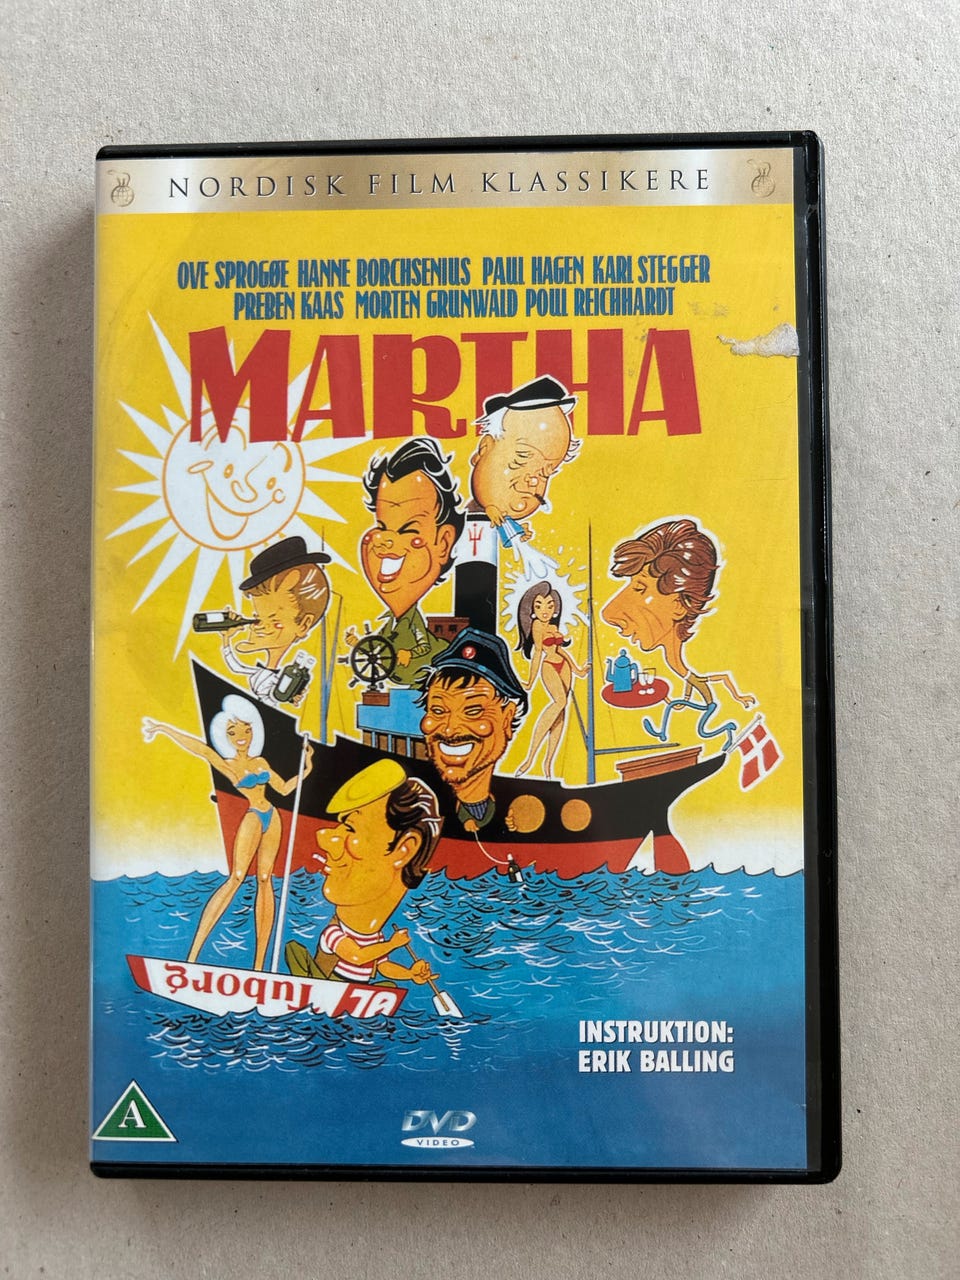 NORDISK FILM KLASSIKERE
OVE SPROGØE HANNE BORCHSENIUS PAUL HAGEN KARL STEGGER
PREBEN KAAS MORTEN GRUNWALD POUL REICHHARDT
MARTHA
Tuborg
ØL
INSTRUKTION:
ERIK BALLING
A
DVD
VIDEO